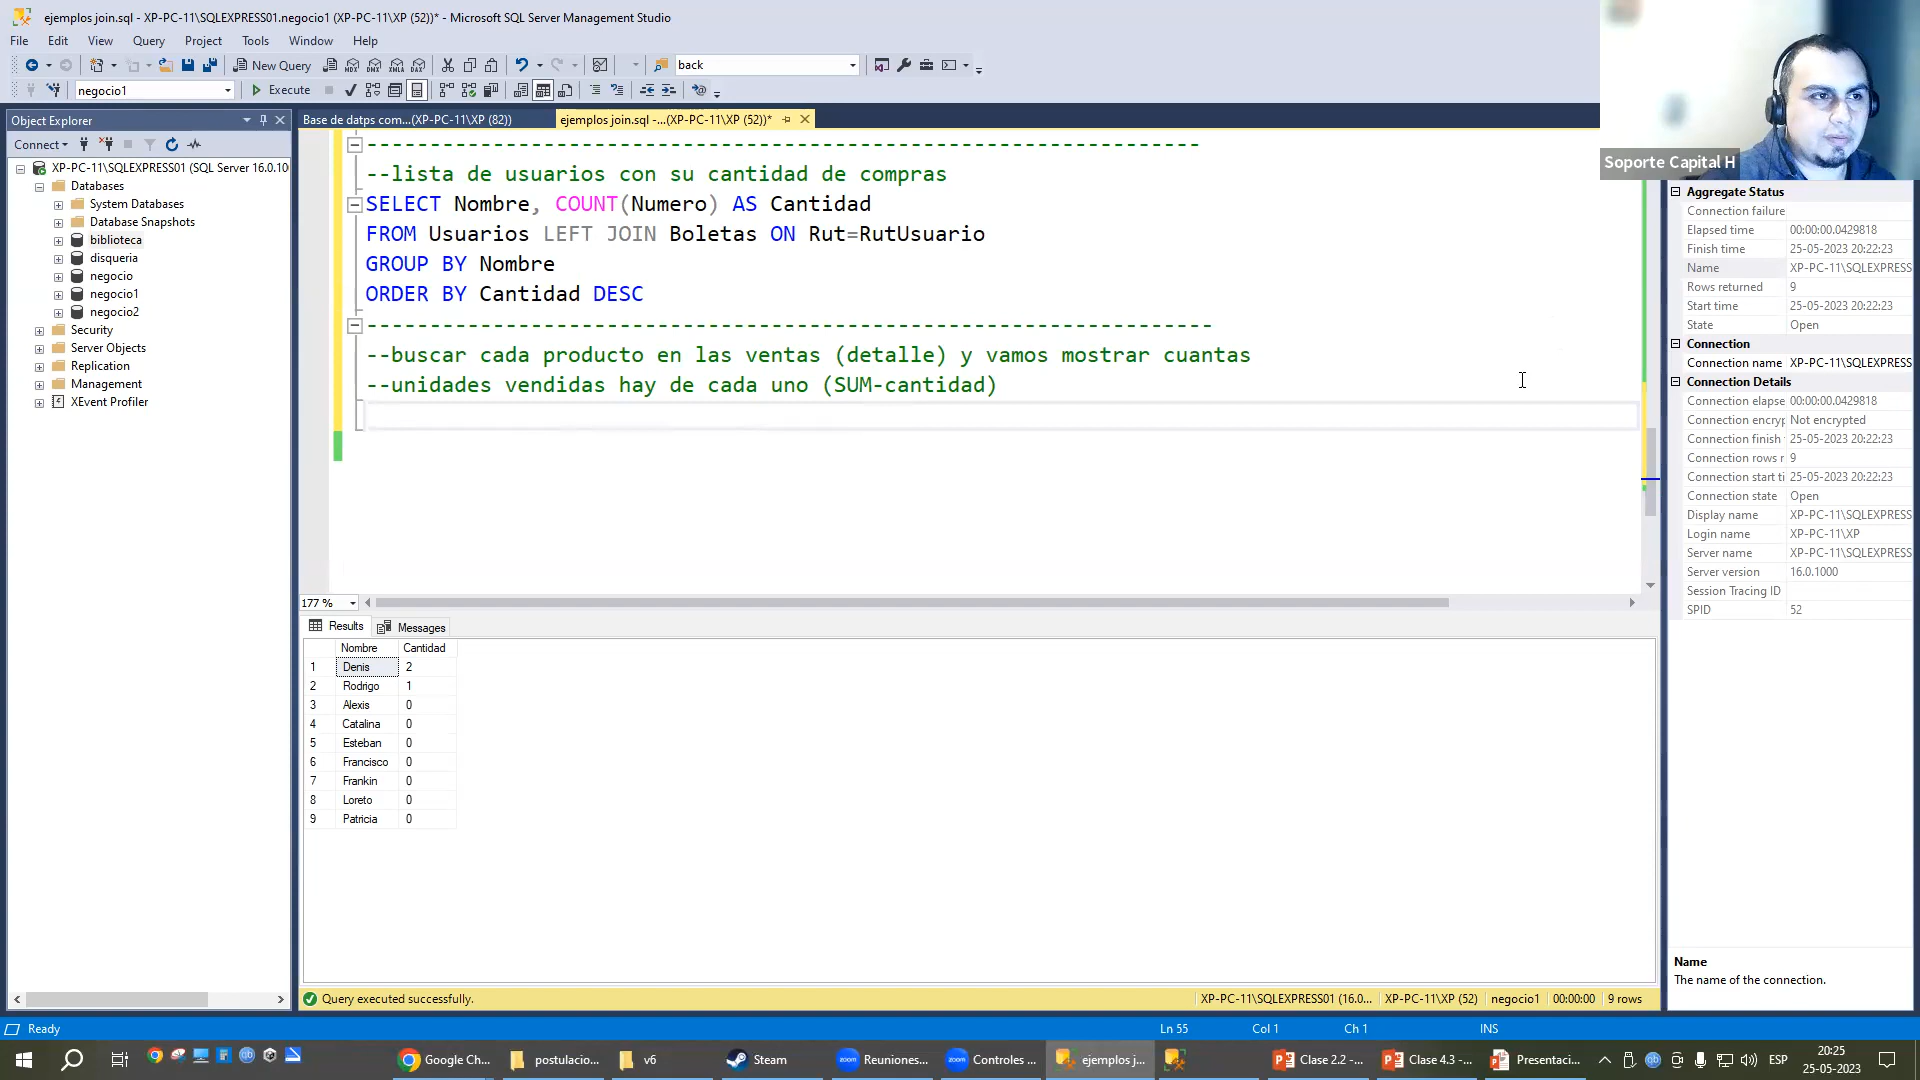 ejemplos join.sql - XP-PC-11\SQLEXPRESS01.negocio1 (XP-PC-11\XP (52))* - Microsoft SQL Server Management Studio
File Edit View Query Project Tools Window Help
New Query
back
negocio1
Execute
Object Explorer
Base de datps com...(XP-PC-11\XP (82))
ejemplos join.sql -...(XP-PC-11\XP (52))*
Connect
XP-PC-11\SQLEXPRESS01 (SQL Server 16.0.10
Databases
System Databases
Database Snapshots
biblioteca
disqueria
negocio
negocio1
negocio2
Security
Server Objects
Replication
Management
XEvent Profiler
------------------------------------------------------------------
--lista de usuarios con su cantidad de compras
SELECT Nombre, COUNT(Numero) AS Cantidad
FROM Usuarios LEFT JOIN Boletas ON Rut=RutUsuario
GROUP BY Nombre
ORDER BY Cantidad DESC
-------------------------------------------------------------------
--buscar cada producto en las ventas (detalle) y vamos mostrar cuantas
--unidades vendidas hay de cada uno (SUM-cantidad)
177 %
Results
Messages
Nombre Cantidad
1 Denis 2
2 Rodrigo 1
3 Alexis 0
4 Catalina 0
5 Esteban 0
6 Francisco 0
7 Frankin 0
8 Loreto 0
9 Patricia 0
Query executed successfully.
XP-PC-11\SQLEXPRESS01 (16.0... XP-PC-11\XP (52) negocio1 00:00:00 9 rows
Soporte Capital H
Aggregate Status
Connection failure
Elapsed time 00:00:00.0429818
Finish time 25-05-2023 20:22:23
Name XP-PC-11\SQLEXPRESS
Rows returned 9
Start time 25-05-2023 20:22:23
State Open
Connection
Connection name XP-PC-11\SQLEXPRESS
Connection Details
Connection elapse 00:00:00.0429818
Connection encryp Not encrypted
Connection finish 25-05-2023 20:22:23
Connection rows r 9
Connection start ti 25-05-2023 20:22:23
Connection state Open
Display name XP-PC-11\SQLEXPRESS
Login name XP-PC-11\XP
Server name XP-PC-11\SQLEXPRESS
Server version 16.0.1000
Session Tracing ID
SPID 52
Name
The name of the connection.
Ready
Ln 55 Col 1 Ch 1 INS
Google Ch...
postulacio...
v6
Steam
zoom
Reuniones...
zoom
Controles ...
ejemplos j...
Clase 2.2 -...
Clase 4.3 -...
Presentaci...
ESP
20:25
25-05-2023